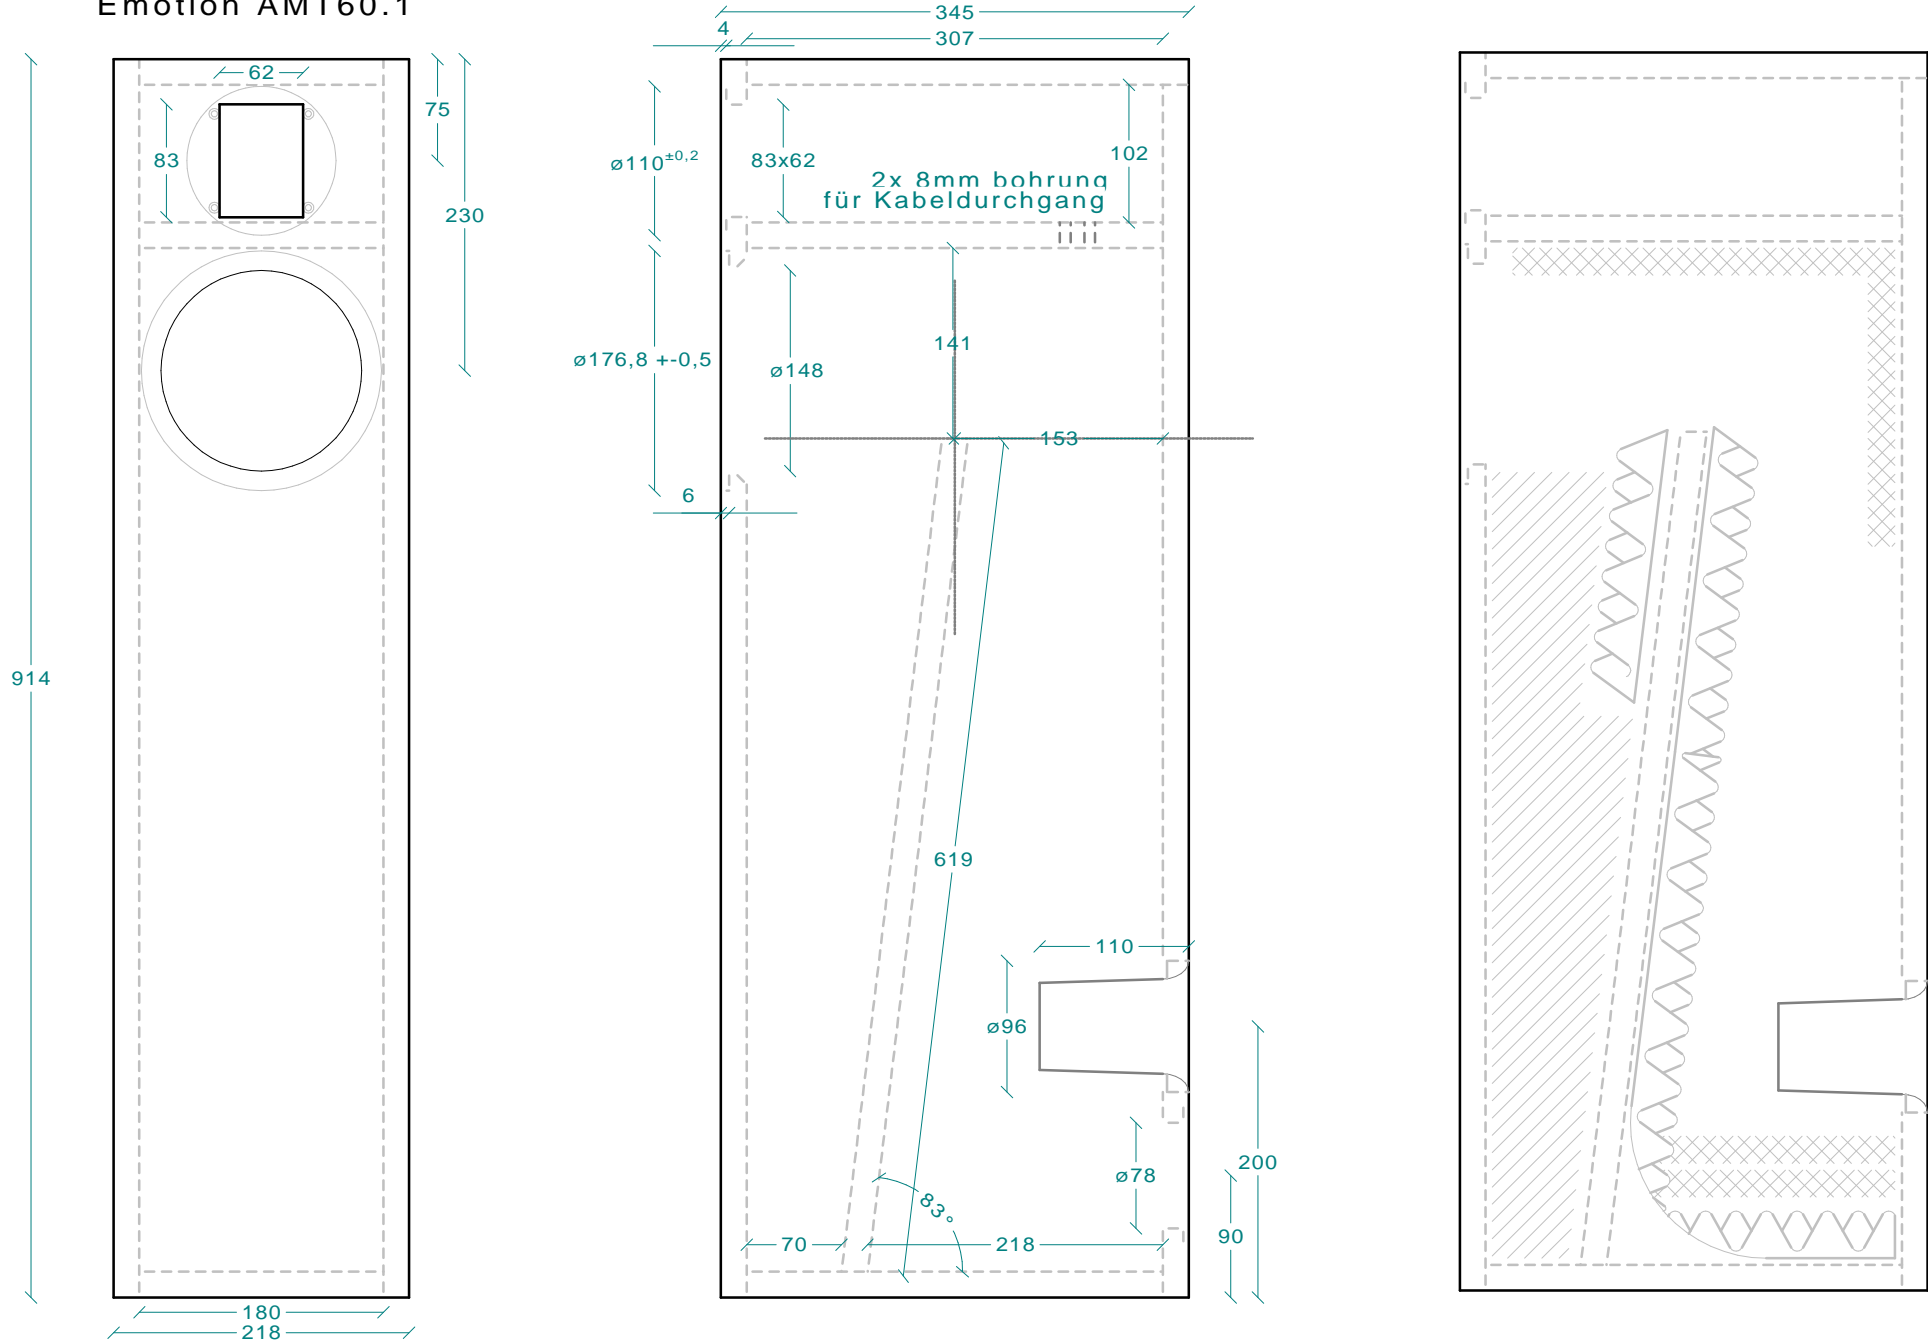 Emotion AMT60.1
62
83
75
230
914
180
218
345
4
307
ø110±0,2
83x62
102
2x 8mm bohrung
für Kabeldurchgang
141
ø176,8 +-0,5
ø148
153
6
619
110
ø96
200
ø78
83°
90
70
218